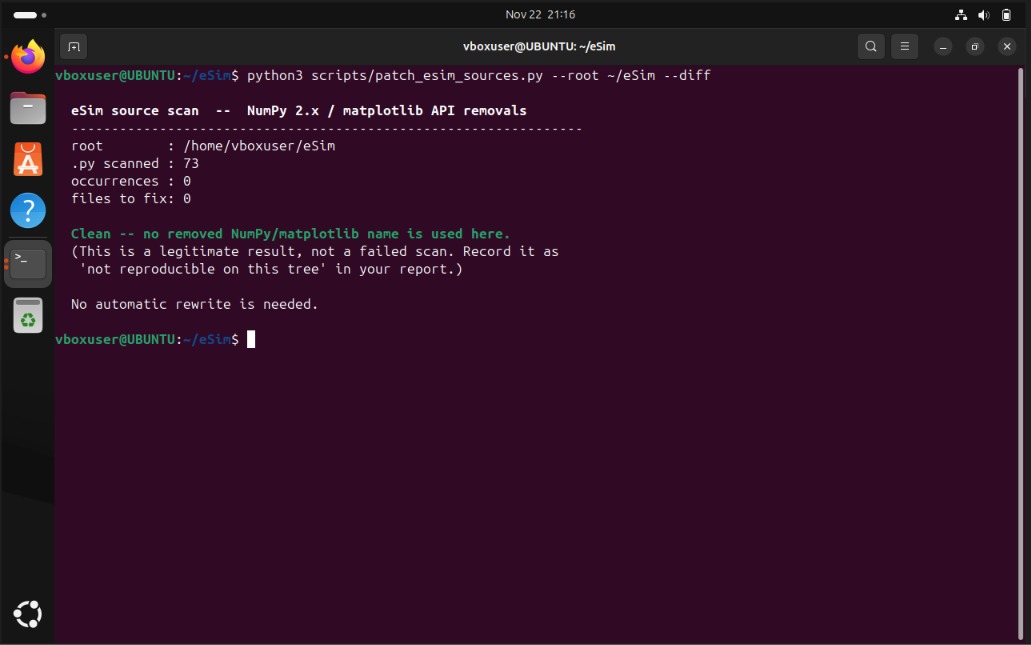 Nov 22 21:16
vboxuser@UBUNTU: ~/eSim
vboxuser@UBUNTU:~/eSim$ python3 scripts/patch_esim_sources.py --root ~/eSim --diff
eSim source scan -- NumPy 2.x / matplotlib API removals
----------------------------------------------------------------
root : /home/vboxuser/eSim
.py scanned : 73
occurrences : 0
files to fix: 0
Clean -- no removed NumPy/matplotlib name is used here.
(This is a legitimate result, not a failed scan. Record it as
'not reproducible on this tree' in your report.)
No automatic rewrite is needed.
vboxuser@UBUNTU:~/eSim$